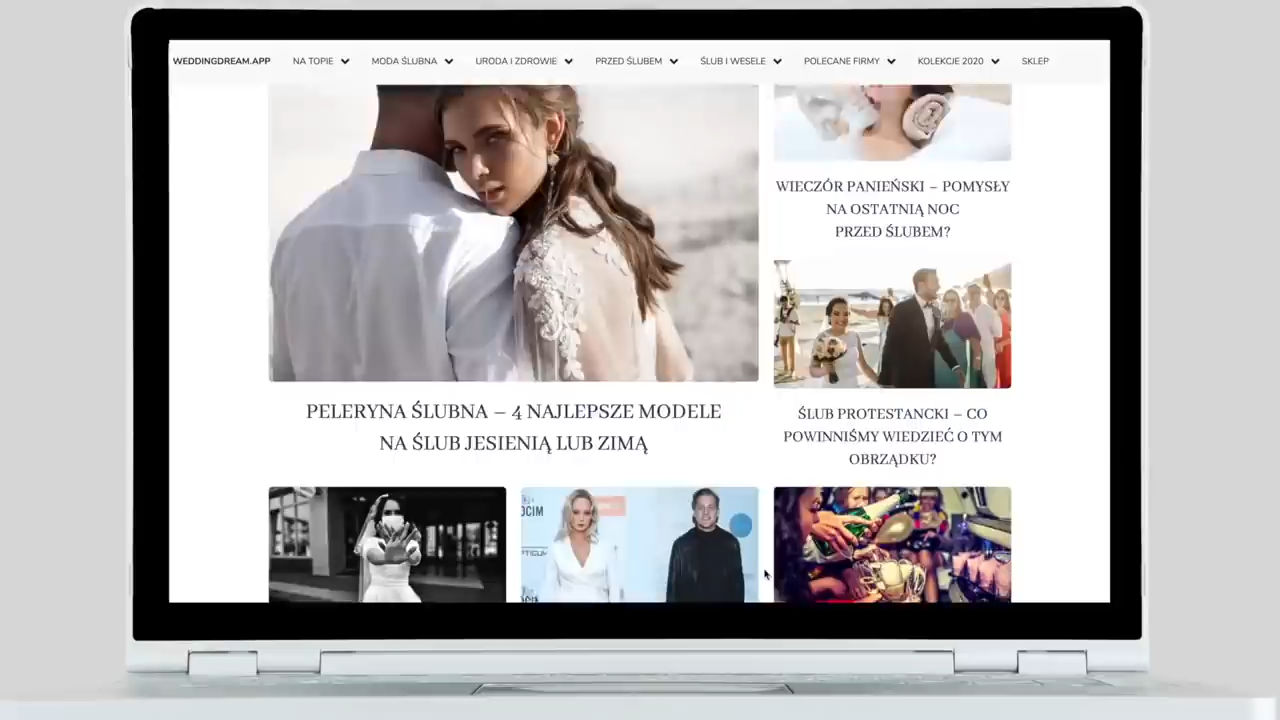 WEDDINGDREAM.APP NA TOPIE MODA ŚLUBNA URODA I ZDROWIE PRZED ŚLUBEM ŚLUB I WESELE POLECANE FIRMY KOLEKCJE 2020 SKLEP
PELERYNA ŚLUBNA – 4 NAJLEPSZE MODELE
NA ŚLUB JESIENIĄ LUB ZIMĄ
WIECZÓR PANIEŃSKI – POMYSŁY
NA OSTATNIĄ NOC
PRZED ŚLUBEM?
ŚLUB PROTESTANCKI – CO
POWINNIŚMY WIEDZIEĆ O TYM
OBRZĄDKU?
OCIM